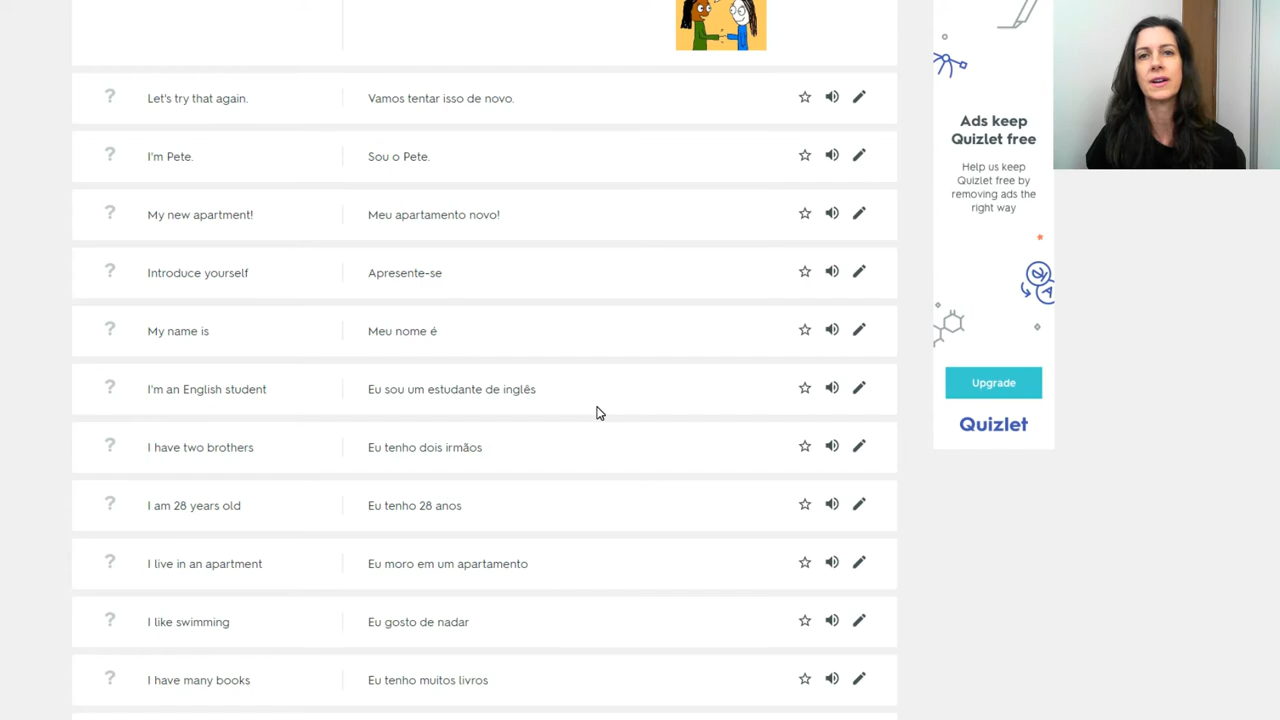 ? Let's try that again. Vamos tentar isso de novo.
? I'm Pete. Sou o Pete.
? My new apartment! Meu apartamento novo!
? Introduce yourself Apresente-se
? My name is Meu nome é
? I'm an English student Eu sou um estudante de inglês
? I have two brothers Eu tenho dois irmãos
? I am 28 years old Eu tenho 28 anos
? I live in an apartment Eu moro em um apartamento
? I like swimming Eu gosto de nadar
? I have many books Eu tenho muitos livros
Ads keep
Quizlet free
Help us keep
Quizlet free by
removing ads the
right way
Upgrade
Quizlet